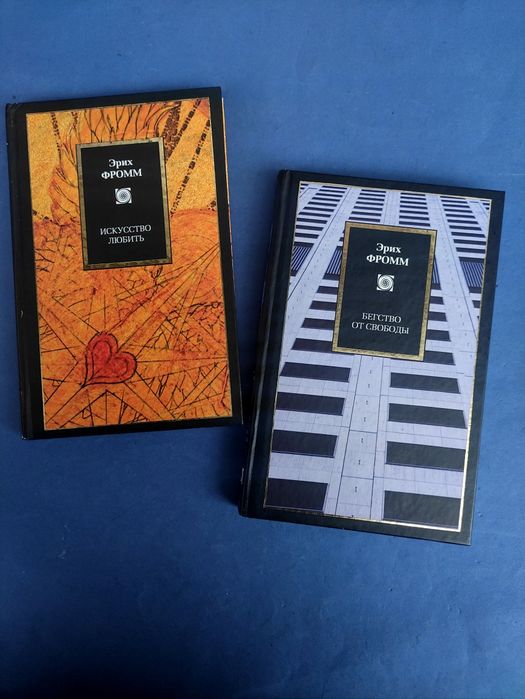 Эрих
ФРОММ
ИСКУССТВО
ЛЮБИТЬ
Эрих
ФРОММ
БЕГСТВО
ОТ СВОБОДЫ